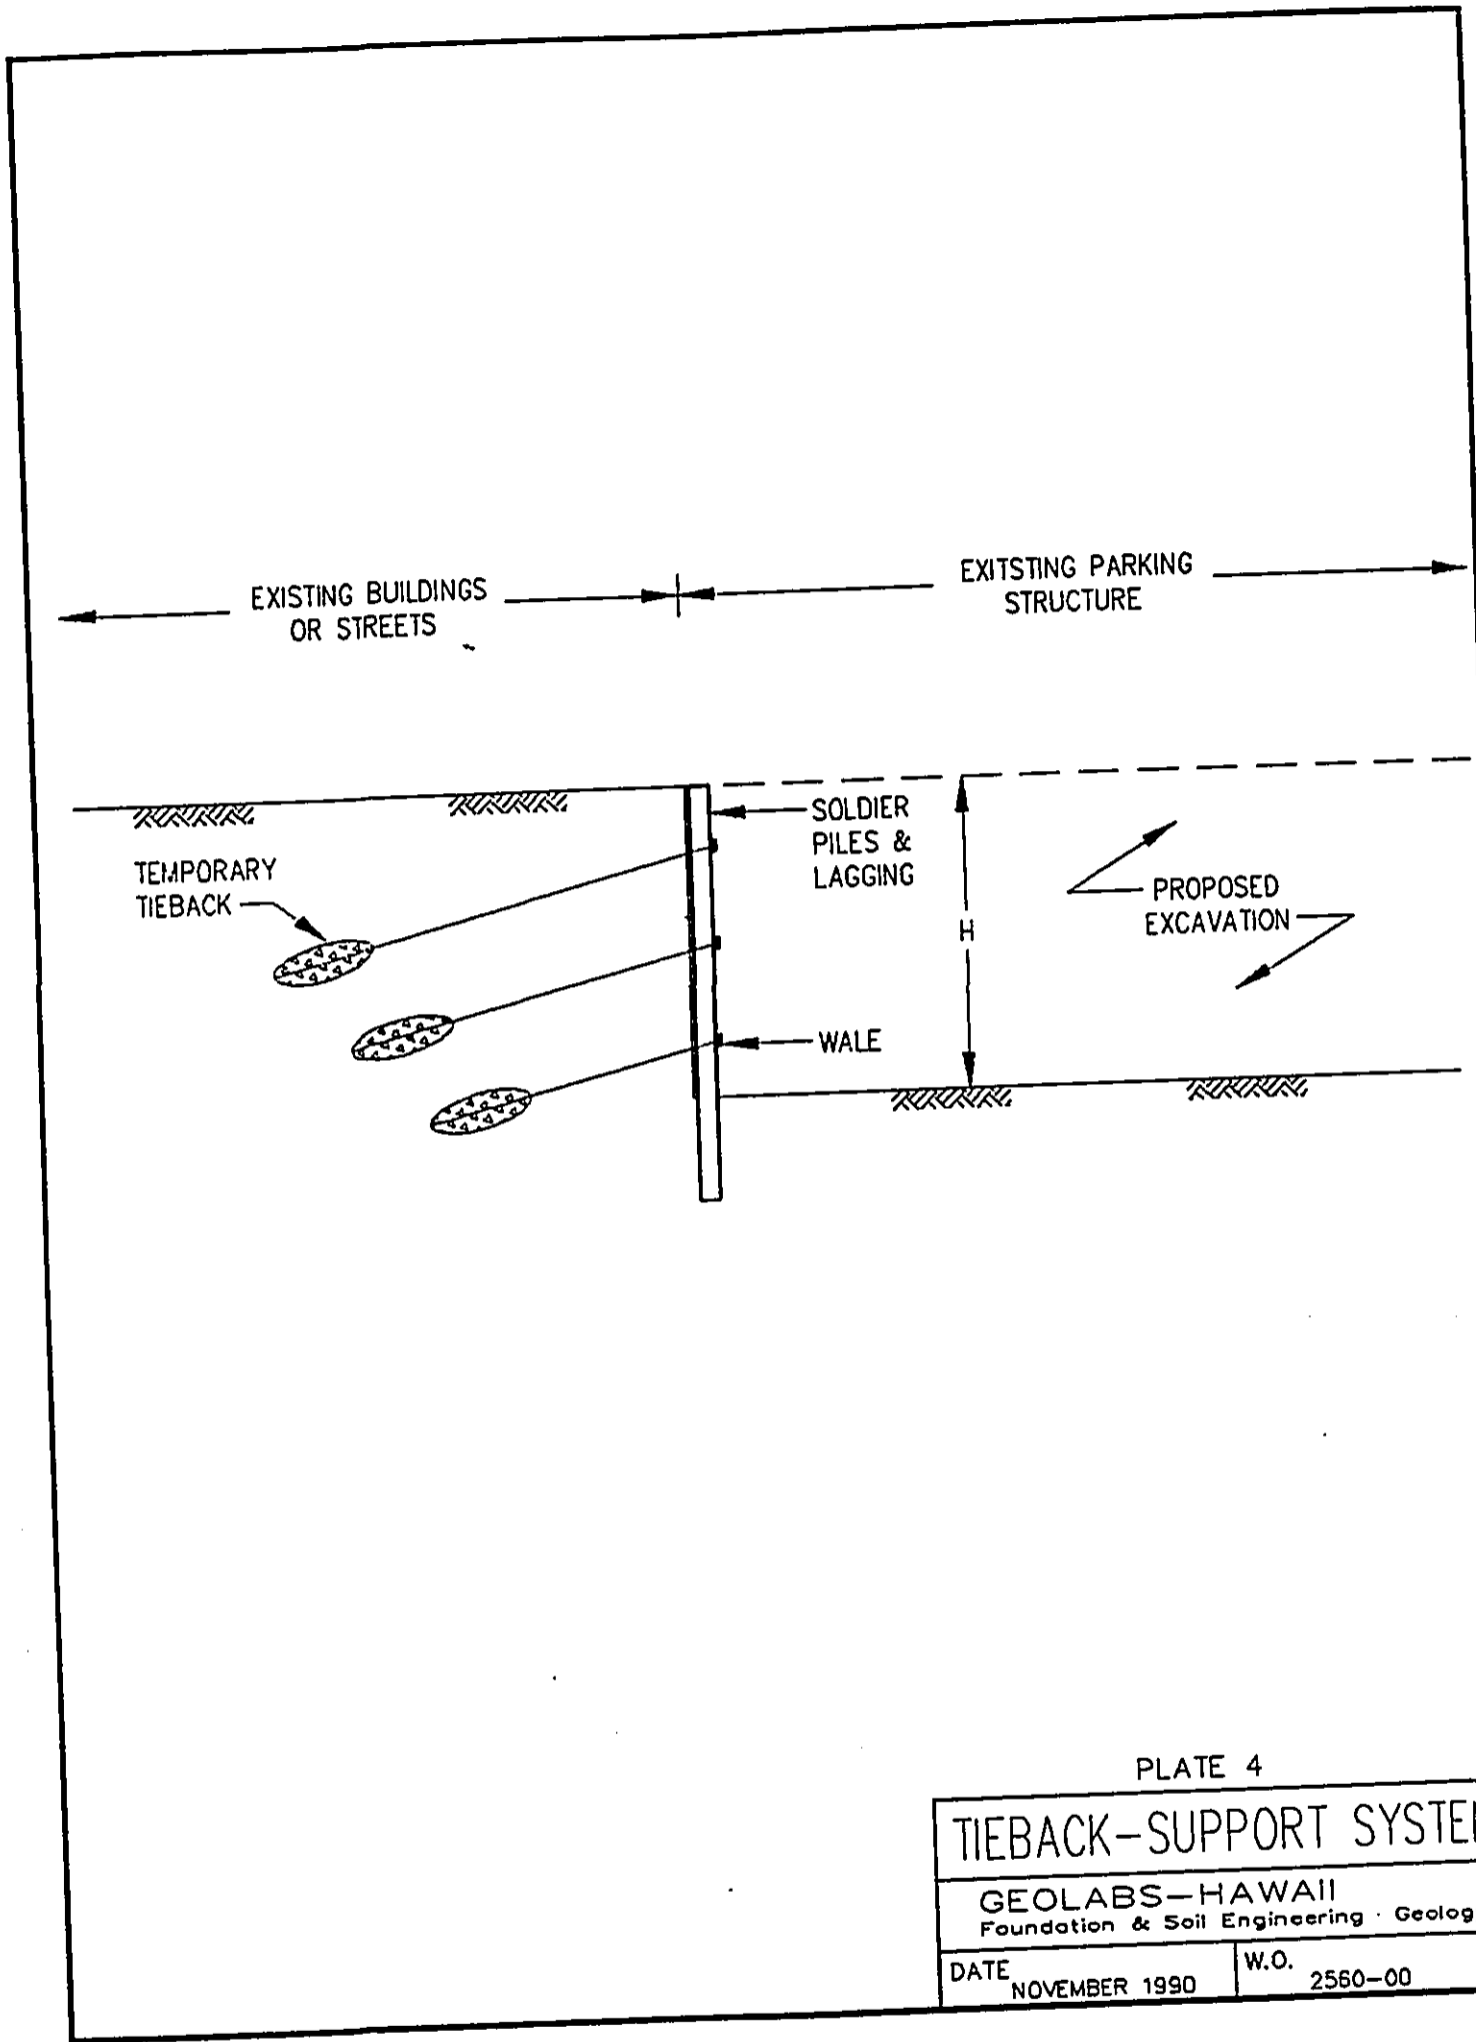 EXISTING BUILDINGS
OR STREETS
EXITSTING PARKING
STRUCTURE
SOLDIER
PILES &
LAGGING
TEMPORARY
TIEBACK
H
PROPOSED
EXCAVATION
WALE
PLATE 4
TIEBACK-SUPPORT SYSTE
GEOLABS-HAWAII
Foundation & Soil Engineering · Geolog
DATE NOVEMBER 1990
W.O. 2560-00